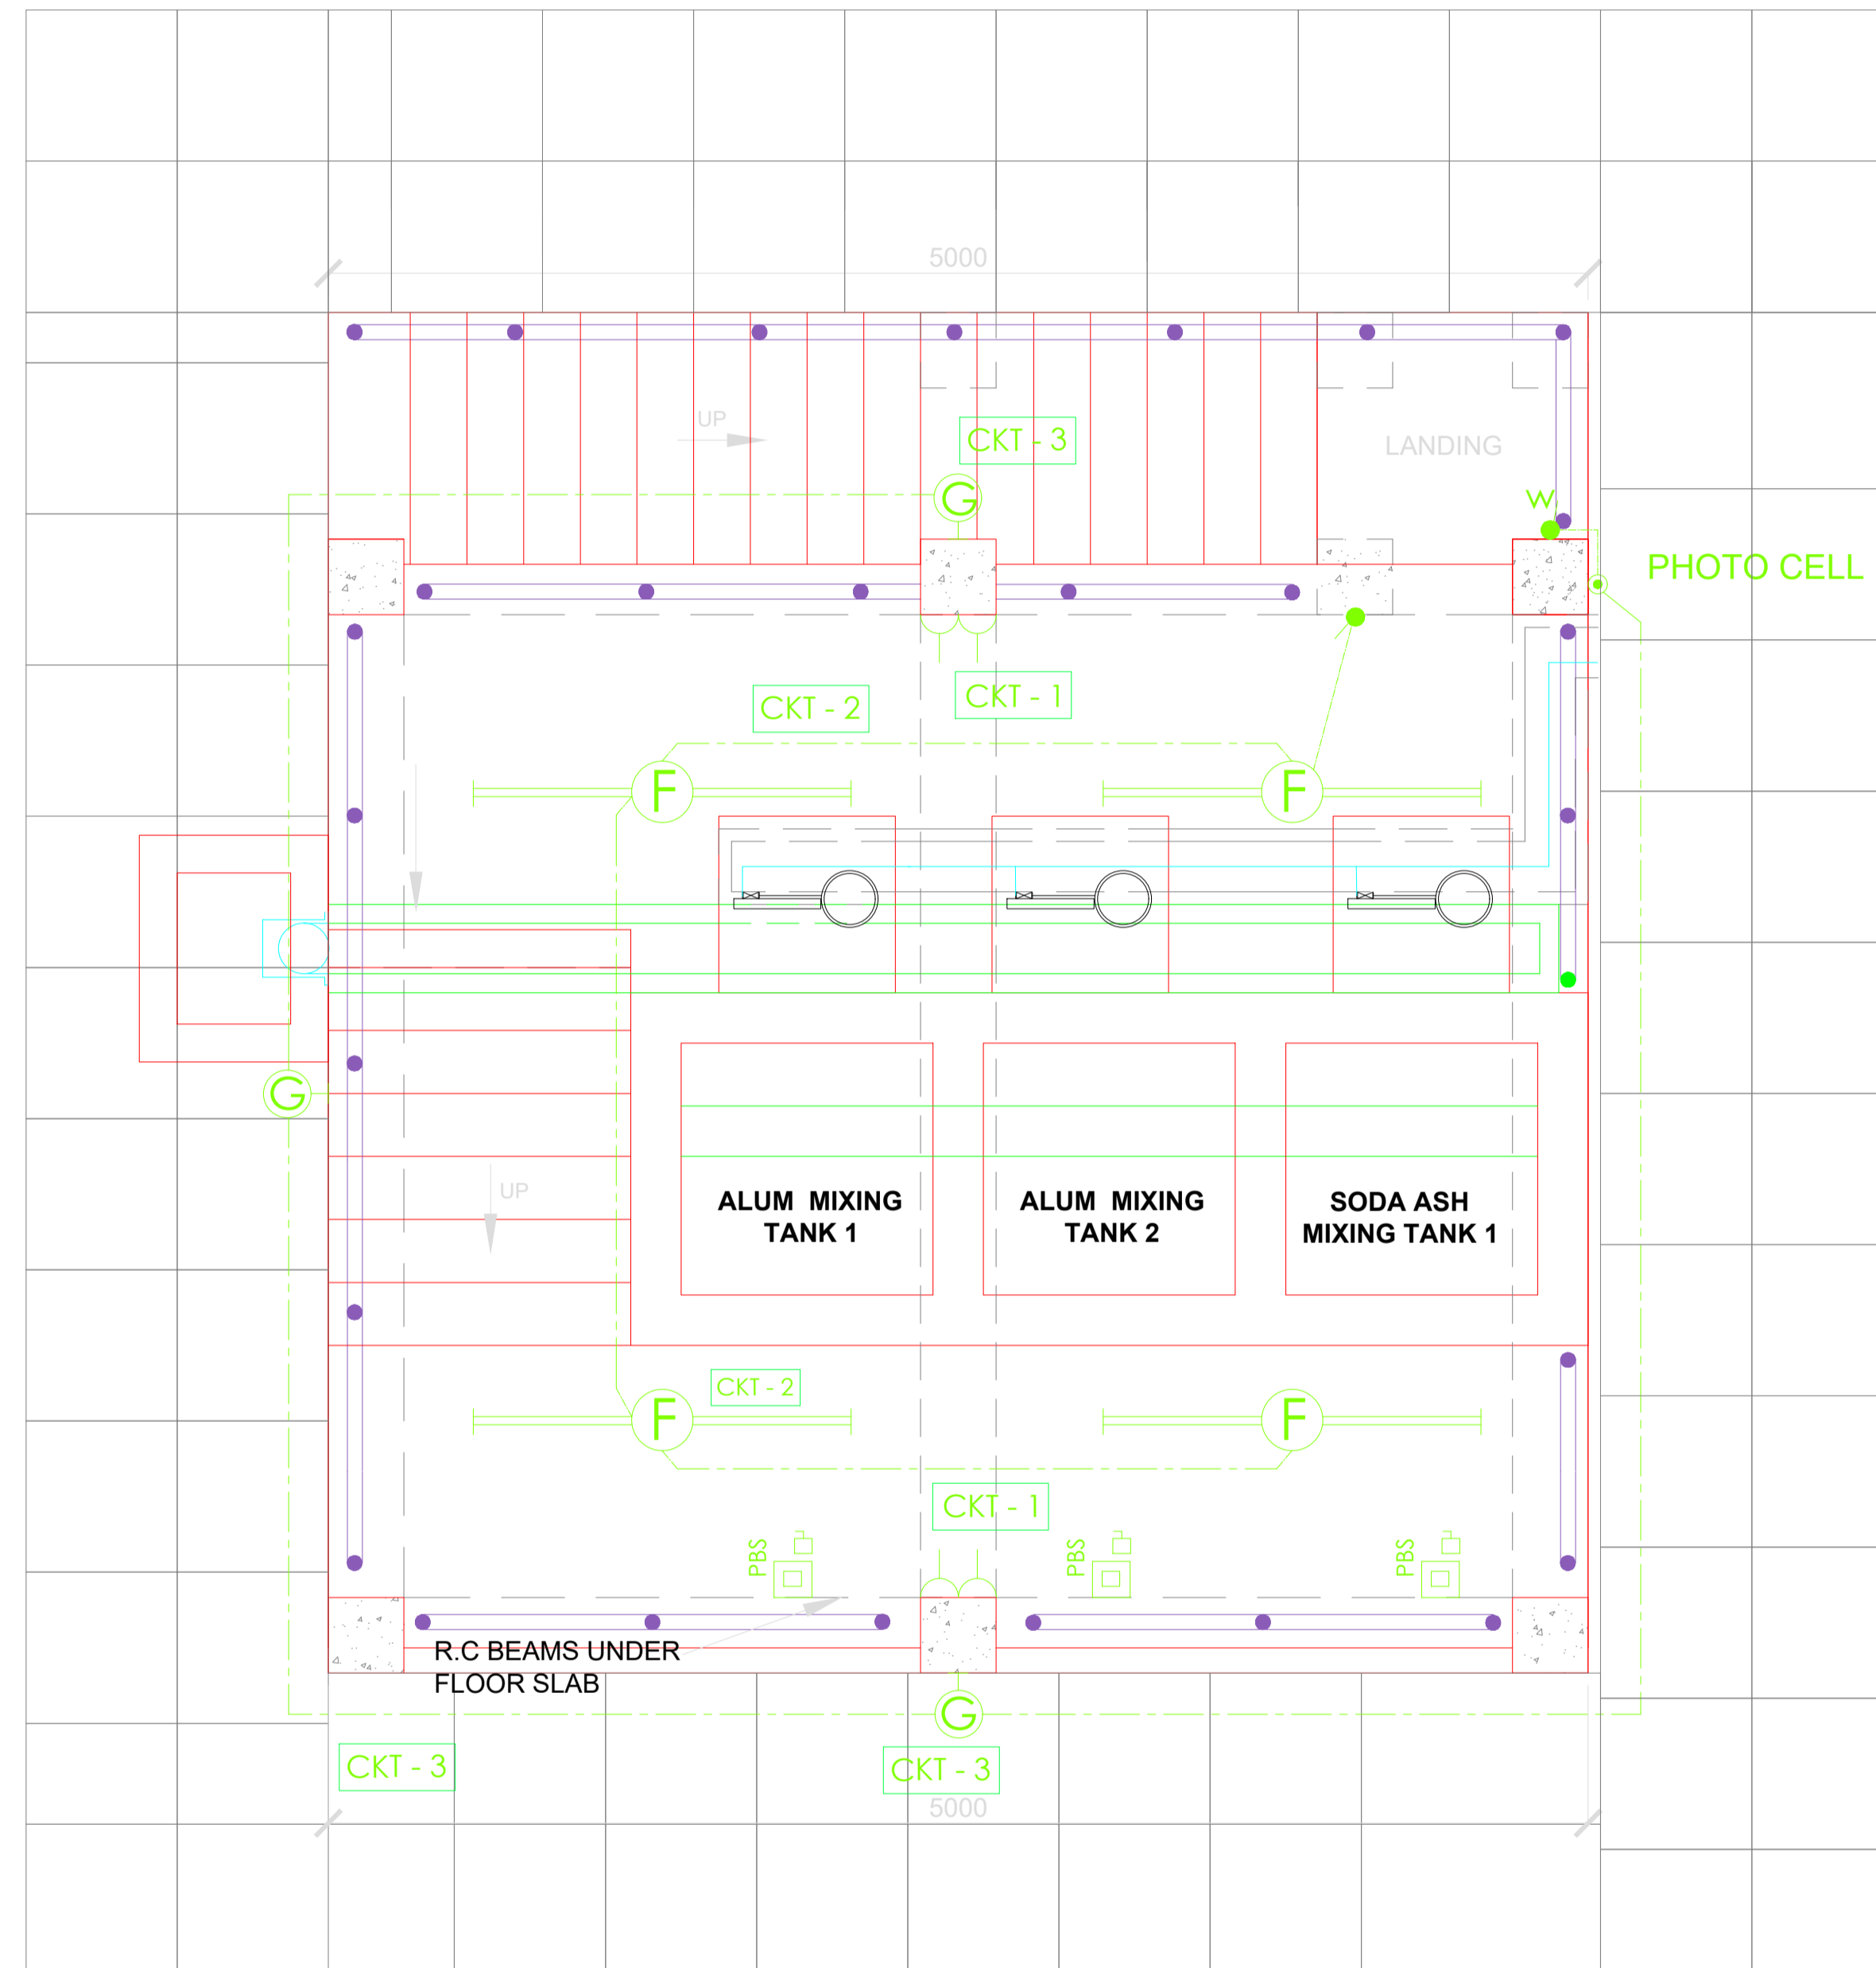 5000
UP
CKT - 3
LANDING
G
W
PHOTO CELL
CKT - 2
CKT - 1
F
F
G
UP
ALUM MIXING
TANK 1
ALUM MIXING
TANK 2
SODA ASH
MIXING TANK 1
CKT - 2
F
F
CKT - 1
PBS
PBS
PBS
R.C BEAMS UNDER
FLOOR SLAB
G
CKT - 3
CKT - 3
5000